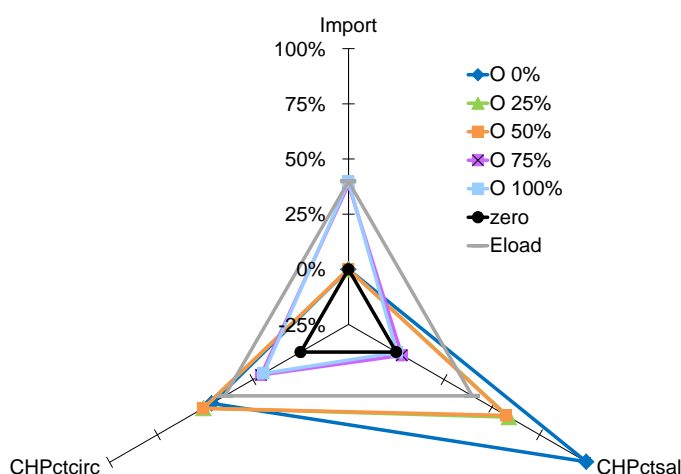 Import
100%
75%
50%
25%
0%
-25%
O 0%
O 25%
O 50%
O 75%
O 100%
zero
Eload
CHPctcirc
CHPctsal